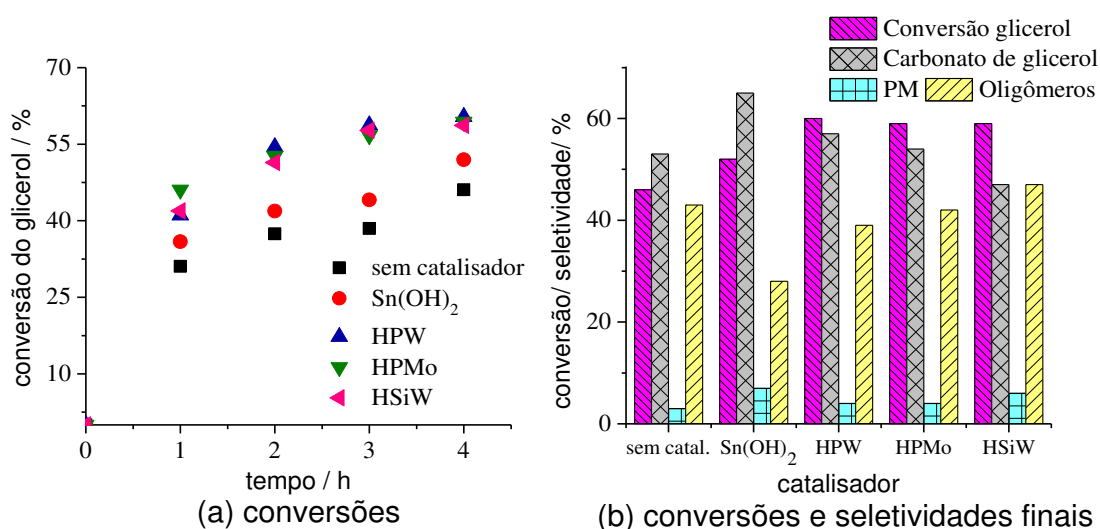 70
55
40
25
10
0
1
2
3
4
conversão do glicerol / %
tempo / h
sem catalisador
Sn(OH)2
HPW
HPMo
HSiW
(a) conversões
Conversão glicerol
Carbonato de glicerol
PM Oligômeros
60
40
20
0
conversão/ seletividade/ %
sem catal. Sn(OH)2 HPW HPMo HSiW
catalisador
(b) conversões e seletividades finais